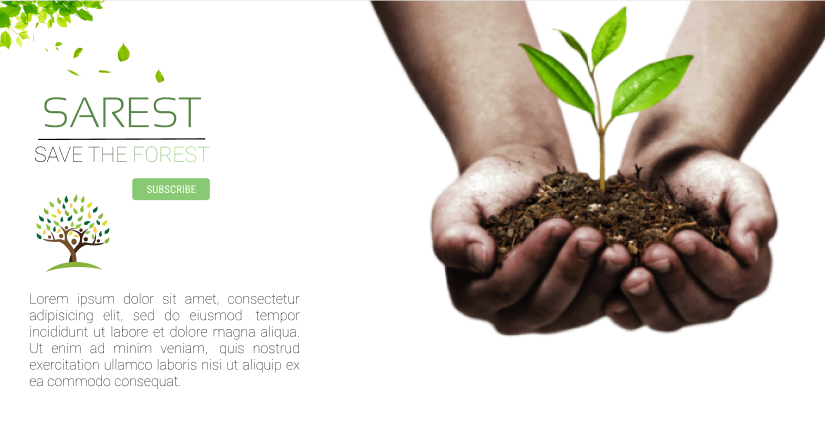 SAREST
SAVE THE FOREST
SUBSCRIBE
Lorem ipsum dolor sit amet, consectetur
adipisicing elit, sed do eiusmod tempor
incididunt ut labore et dolore magna aliqua.
Ut enim ad minim veniam, quis nostrud
exercitation ullamco laboris nisi ut aliquip ex
ea commodo consequat.